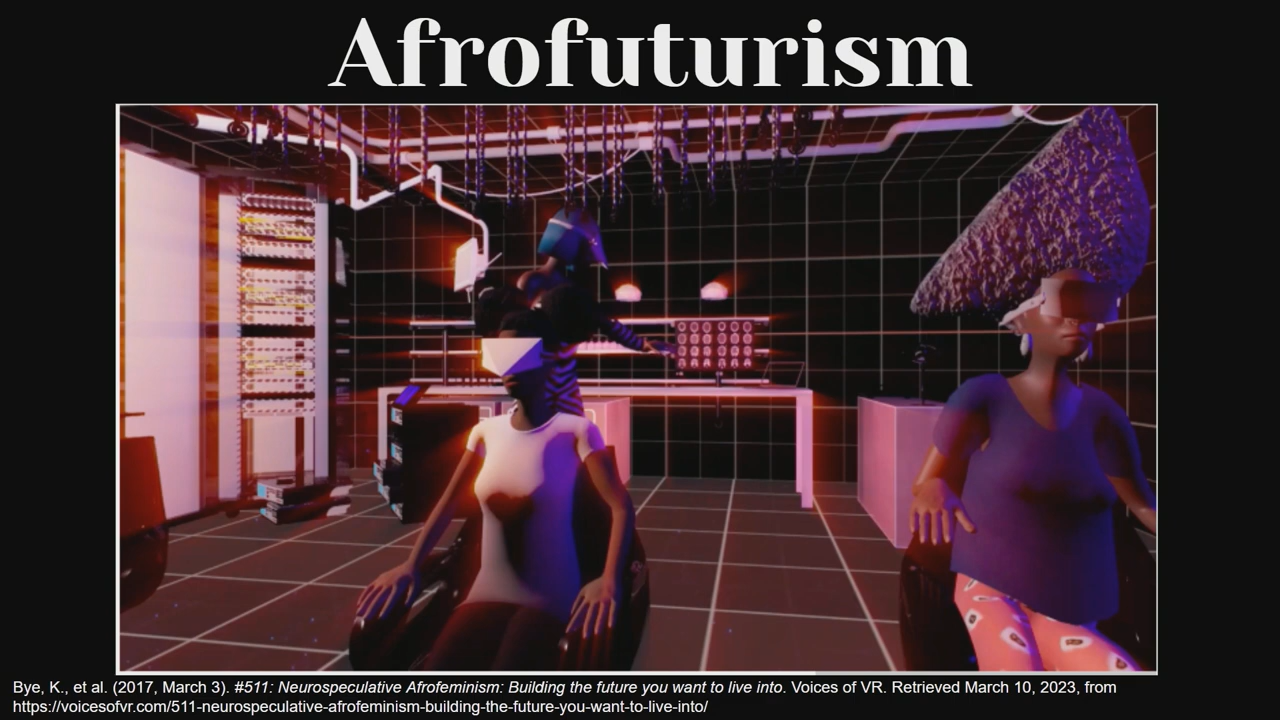 Afrofuturism
Bye, K., et al. (2017, March 3). #511: Neurospeculative Afrofeminism: Building the future you want to live into. Voices of VR. Retrieved March 10, 2023, from
https://voicesofvr.com/511-neurospeculative-afrofeminism-building-the-future-you-want-to-live-into/